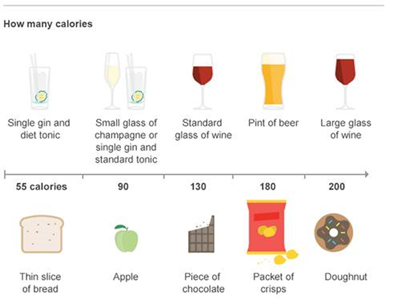 How many calories
Single gin and
diet tonic
Small glass of
champagne or
single gin and
standard tonic
Standard
glass of wine
Pint of beer
Large glass
of wine
55 calories
90
130
180
200
Thin slice
of bread
Apple
Piece of
chocolate
Packet of
crisps
Doughnut